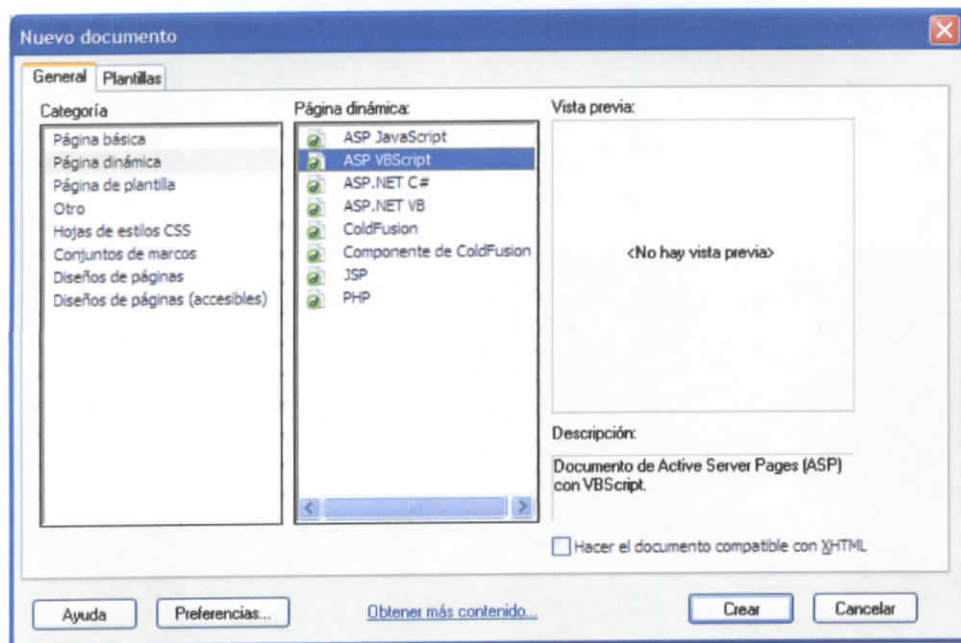 Nuevo documento
General
Plantillas
Categoría
Página básica
Página dinámica
Página de plantilla
Otro
Hojas de estilos CSS
Conjuntos de marcos
Diseños de páginas
Diseños de páginas (accesibles)
Página dinámica:
ASP JavaScript
ASP VBScript
ASP.NET C#
ASP.NET VB
ColdFusion
Componente de ColdFusion
JSP
PHP
Vista previa:
<No hay vista previa>
Descripción:
Documento de Active Server Pages (ASP)
con VBScript.
Hacer el documento compatible con XHTML
Ayuda
Preferencias...
Obtener más contenido...
Crear
Cancelar